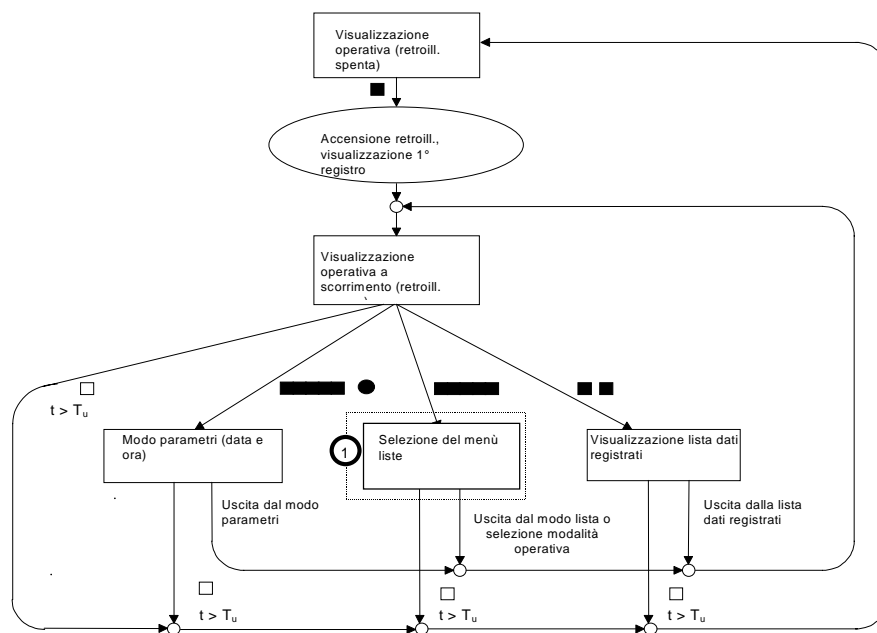 Visualizzazione
operativa (retroill.
spenta)
Accensione retroill.,
visualizzazione 1°
registro
Visualizzazione
operativa a
scorrimento (retroill.
t > Tu
Modo parametri (data e
ora)
1
Selezione del menù
liste
Visualizzazione lista dati
registrati
Uscita dal modo
parametri
Uscita dal modo lista o
selezione modalità
operativa
Uscita dalla lista
dati registrati
t > Tu
t > Tu
t > Tu